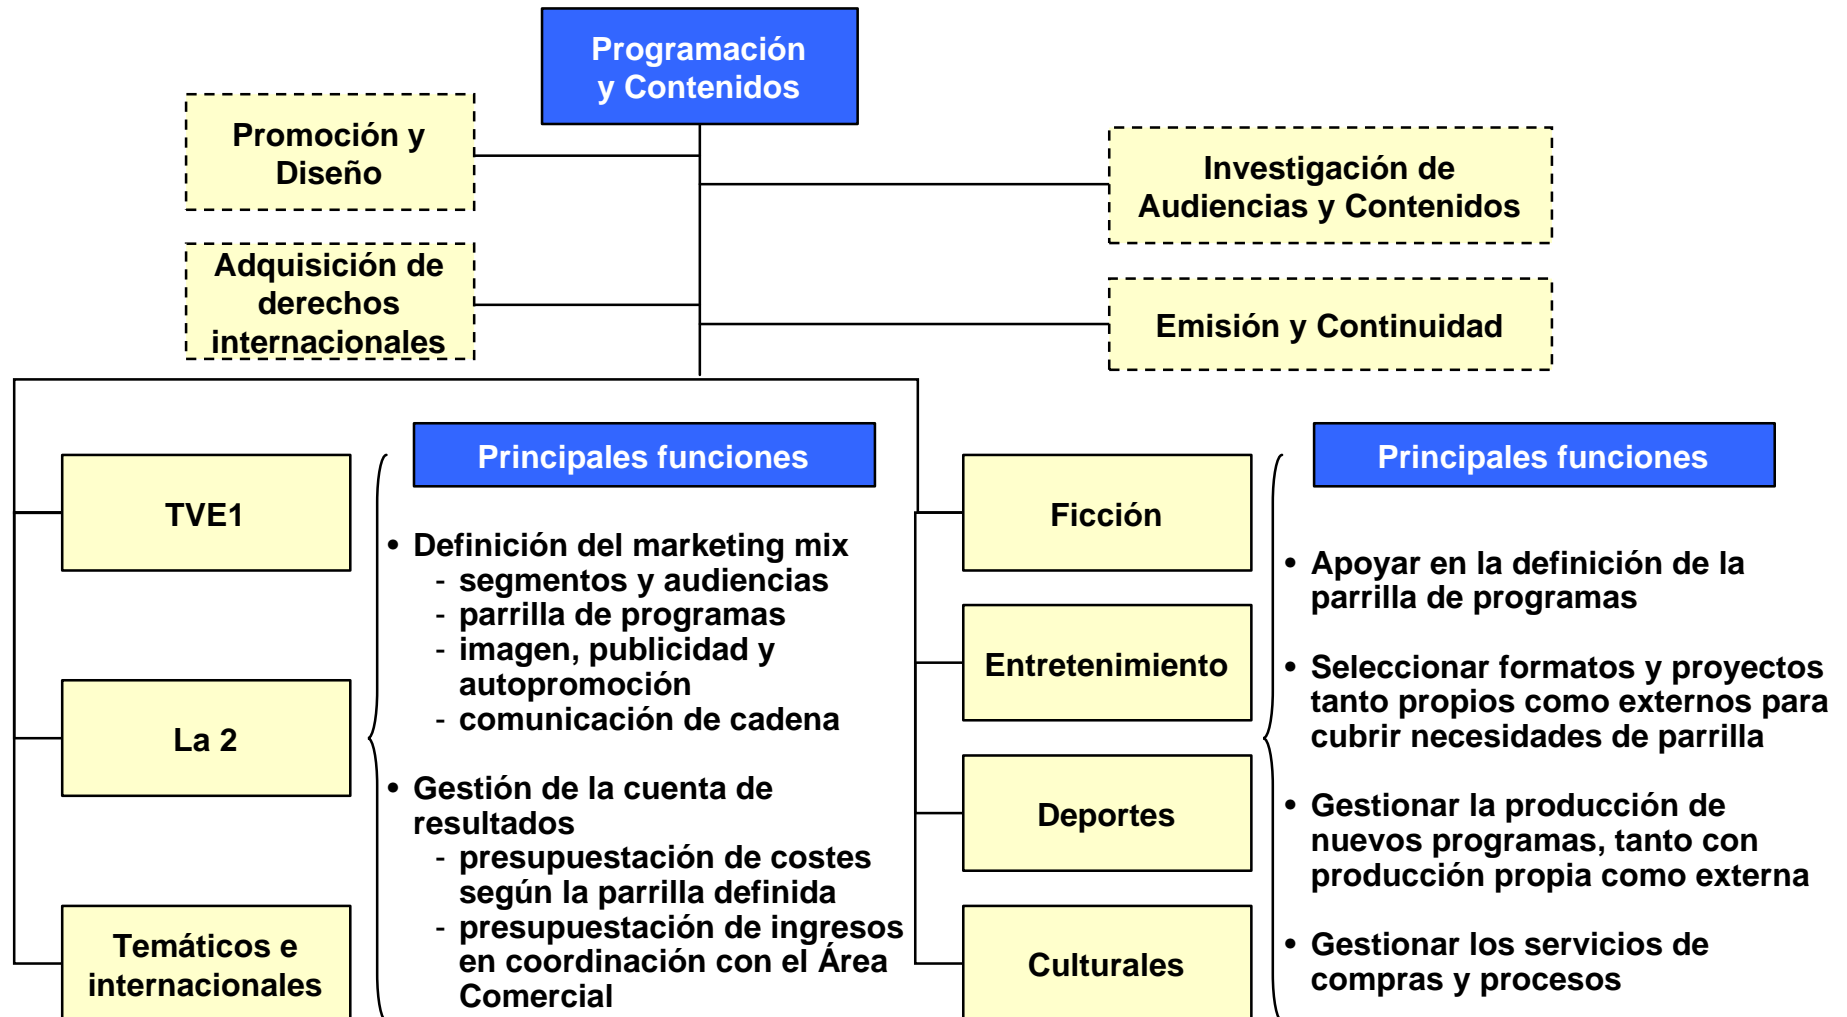 Programación
y Contenidos
Promoción y
Diseño
Investigación de
Audiencias y Contenidos
Adquisición de
derechos
internacionales
Emisión y Continuidad
TVE1
La 2
Temáticos e
internacionales
Principales funciones
• Definición del marketing mix
- segmentos y audiencias
- parrilla de programas
- imagen, publicidad y
autopromoción
- comunicación de cadena
• Gestión de la cuenta de
resultados
- presupuestación de costes
según la parrilla definida
- presupuestación de ingresos
en coordinación con el Área
Comercial
Ficción
Entretenimiento
Deportes
Culturales
Principales funciones
• Apoyar en la definición de la
parrilla de programas
• Seleccionar formatos y proyectos
tanto propios como externos para
cubrir necesidades de parrilla
• Gestionar la producción de
nuevos programas, tanto con
producción propia como externa
• Gestionar los servicios de
compras y procesos